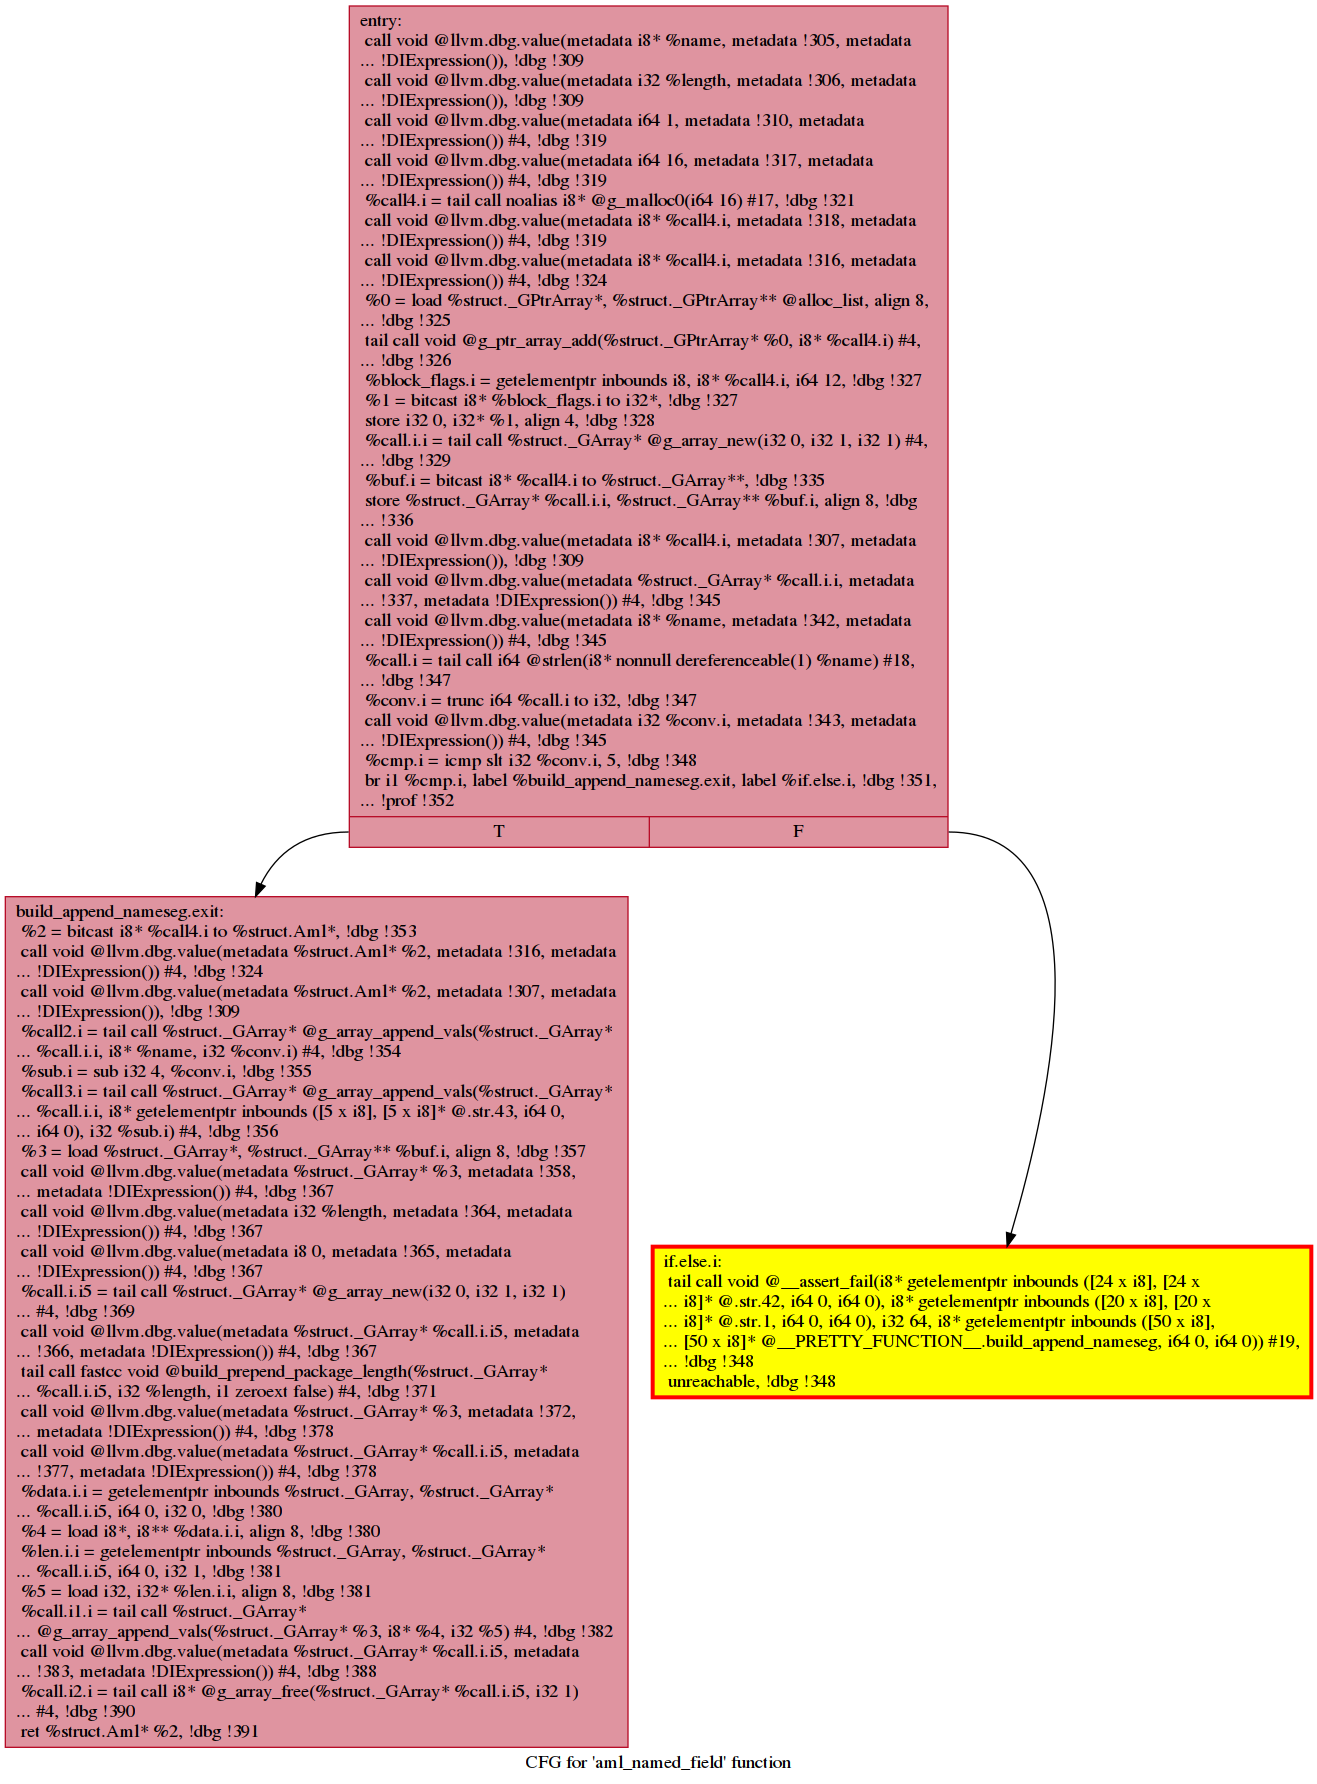 entry:
call void @llvm.dbg.value(metadata i8* %name, metadata !305, metadata
... !DIExpression()), !dbg !309
call void @llvm.dbg.value(metadata i32 %length, metadata !306, metadata
... !DIExpression()), !dbg !309
call void @llvm.dbg.value(metadata i64 1, metadata !310, metadata
... !DIExpression()) #4, !dbg !319
call void @llvm.dbg.value(metadata i64 16, metadata !317, metadata
... !DIExpression()) #4, !dbg !319
%call4.i = tail call noalias i8* @g_malloc0(i64 16) #17, !dbg !321
call void @llvm.dbg.value(metadata i8* %call4.i, metadata !318, metadata
... !DIExpression()) #4, !dbg !319
call void @llvm.dbg.value(metadata i8* %call4.i, metadata !316, metadata
... !DIExpression()) #4, !dbg !324
%0 = load %struct._GPtrArray*, %struct._GPtrArray** @alloc_list, align 8,
... !dbg !325
tail call void @g_ptr_array_add(%struct._GPtrArray* %0, i8* %call4.i) #4,
... !dbg !326
%block_flags.i = getelementptr inbounds i8, i8* %call4.i, i64 12, !dbg !327
%1 = bitcast i8* %block_flags.i to i32*, !dbg !327
store i32 0, i32* %1, align 4, !dbg !328
%call.i.i = tail call %struct._GArray* @g_array_new(i32 0, i32 1, i32 1) #4,
... !dbg !329
%buf.i = bitcast i8* %call4.i to %struct._GArray**, !dbg !335
store %struct._GArray* %call.i.i, %struct._GArray** %buf.i, align 8, !dbg
... !336
call void @llvm.dbg.value(metadata i8* %call4.i, metadata !307, metadata
... !DIExpression()), !dbg !309
call void @llvm.dbg.value(metadata %struct._GArray* %call.i.i, metadata
... !337, metadata !DIExpression()) #4, !dbg !345
call void @llvm.dbg.value(metadata i8* %name, metadata !342, metadata
... !DIExpression()) #4, !dbg !345
%call.i = tail call i64 @strlen(i8* nonnull dereferenceable(1) %name) #18,
... !dbg !347
%conv.i = trunc i64 %call.i to i32, !dbg !347
call void @llvm.dbg.value(metadata i32 %conv.i, metadata !343, metadata
... !DIExpression()) #4, !dbg !345
%cmp.i = icmp slt i32 %conv.i, 5, !dbg !348
br i1 %cmp.i, label %build_append_nameseg.exit, label %if.else.i, !dbg !351,
... !prof !352
T F
build_append_nameseg.exit:
%2 = bitcast i8* %call4.i to %struct.Aml*, !dbg !353
call void @llvm.dbg.value(metadata %struct.Aml* %2, metadata !316, metadata
... !DIExpression()) #4, !dbg !324
call void @llvm.dbg.value(metadata %struct.Aml* %2, metadata !307, metadata
... !DIExpression()), !dbg !309
%call2.i = tail call %struct._GArray* @g_array_append_vals(%struct._GArray*
... %call.i.i, i8* %name, i32 %conv.i) #4, !dbg !354
%sub.i = sub i32 4, %conv.i, !dbg !355
%call3.i = tail call %struct._GArray* @g_array_append_vals(%struct._GArray*
... %call.i.i, i8* getelementptr inbounds ([5 x i8], [5 x i8]* @.str.43, i64 0,
... i64 0), i32 %sub.i) #4, !dbg !356
%3 = load %struct._GArray*, %struct._GArray** %buf.i, align 8, !dbg !357
call void @llvm.dbg.value(metadata %struct._GArray* %3, metadata !358,
... metadata !DIExpression()) #4, !dbg !367
call void @llvm.dbg.value(metadata i32 %length, metadata !364, metadata
... !DIExpression()) #4, !dbg !367
call void @llvm.dbg.value(metadata i8 0, metadata !365, metadata
... !DIExpression()) #4, !dbg !367
%call.i.i5 = tail call %struct._GArray* @g_array_new(i32 0, i32 1, i32 1)
... #4, !dbg !369
call void @llvm.dbg.value(metadata %struct._GArray* %call.i.i5, metadata
... !366, metadata !DIExpression()) #4, !dbg !367
tail call fastcc void @build_prepend_package_length(%struct._GArray*
... %call.i.i5, i32 %length, i1 zeroext false) #4, !dbg !371
call void @llvm.dbg.value(metadata %struct._GArray* %3, metadata !372,
... metadata !DIExpression()) #4, !dbg !378
call void @llvm.dbg.value(metadata %struct._GArray* %call.i.i5, metadata
... !377, metadata !DIExpression()) #4, !dbg !378
%data.i.i = getelementptr inbounds %struct._GArray, %struct._GArray*
... %call.i.i5, i64 0, i32 0, !dbg !380
%4 = load i8*, i8** %data.i.i, align 8, !dbg !380
%len.i.i = getelementptr inbounds %struct._GArray, %struct._GArray*
... %call.i.i5, i64 0, i32 1, !dbg !381
%5 = load i32, i32* %len.i.i, align 8, !dbg !381
%call.i1.i = tail call %struct._GArray*
... @g_array_append_vals(%struct._GArray* %3, i8* %4, i32 %5) #4, !dbg !382
call void @llvm.dbg.value(metadata %struct._GArray* %call.i.i5, metadata
... !383, metadata !DIExpression()) #4, !dbg !388
%call.i2.i = tail call i8* @g_array_free(%struct._GArray* %call.i.i5, i32 1)
... #4, !dbg !390
ret %struct.Aml* %2, !dbg !391
if.else.i:
tail call void @__assert_fail(i8* getelementptr inbounds ([24 x i8], [24 x
... i8]* @.str.42, i64 0, i64 0), i8* getelementptr inbounds ([20 x i8], [20 x
... i8]* @.str.1, i64 0, i64 0), i32 64, i8* getelementptr inbounds ([50 x i8],
... [50 x i8]* @__PRETTY_FUNCTION__.build_append_nameseg, i64 0, i64 0)) #19,
... !dbg !348
unreachable, !dbg !348
CFG for 'aml_named_field' function